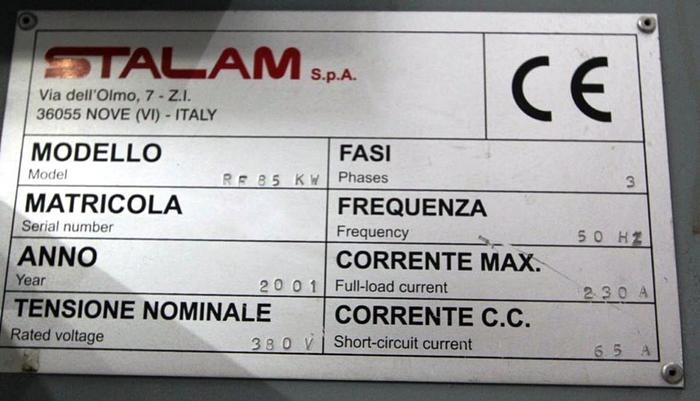 STALAM S.p.A.
Via dell'Olmo, 7 - Z.I.
36055 NOVE (VI) - ITALY
CE
MODELLO
Model RF 85 KW
FASI
Phases 3
MATRICOLA
Serial number
FREQUENZA
Frequency 50 HZ
ANNO
Year 2001
CORRENTE MAX.
Full-load current 230 A
TENSIONE NOMINALE
Rated voltage 380 V
CORRENTE C.C.
Short-circuit current 65 A